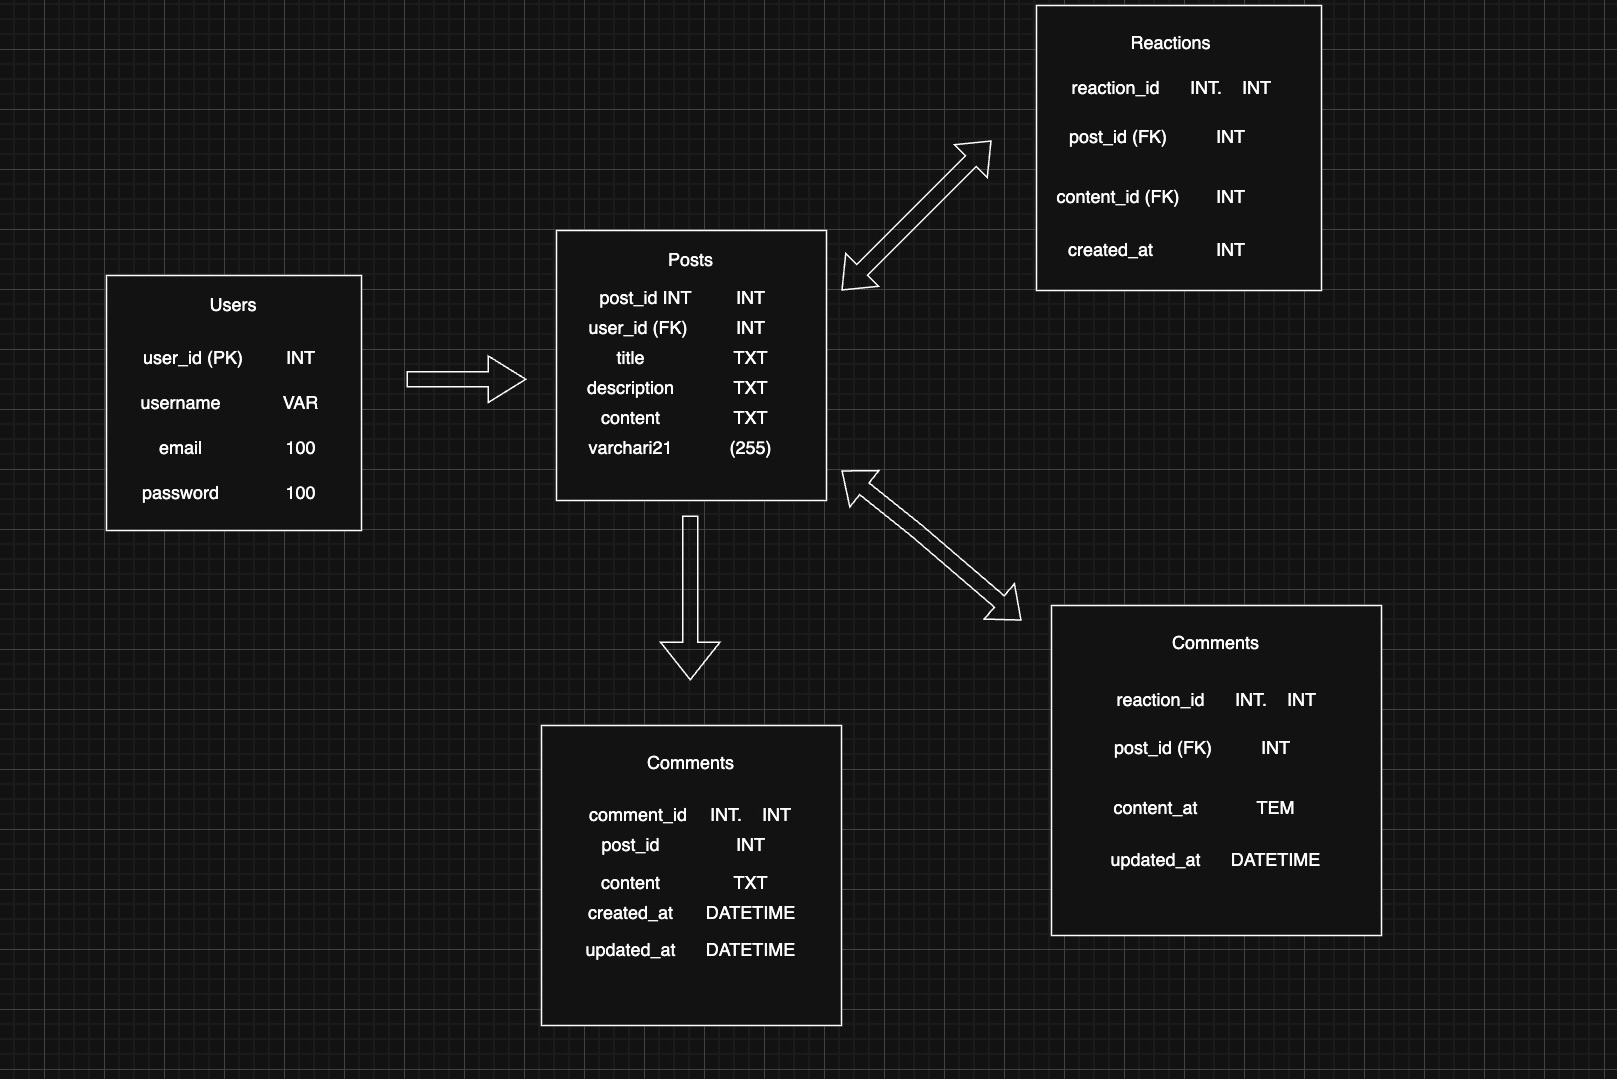 Users
user_id (PK) INT
username VAR
email 100
password 100
Posts
post_id INT INT
user_id (FK) INT
title TXT
description TXT
content TXT
varchari21 (255)
Reactions
reaction_id INT. INT
post_id (FK) INT
content_id (FK) INT
created_at INT
Comments
comment_id INT. INT
post_id INT
content TXT
created_at DATETIME
updated_at DATETIME
Comments
reaction_id INT. INT
post_id (FK) INT
content_at TEM
updated_at DATETIME